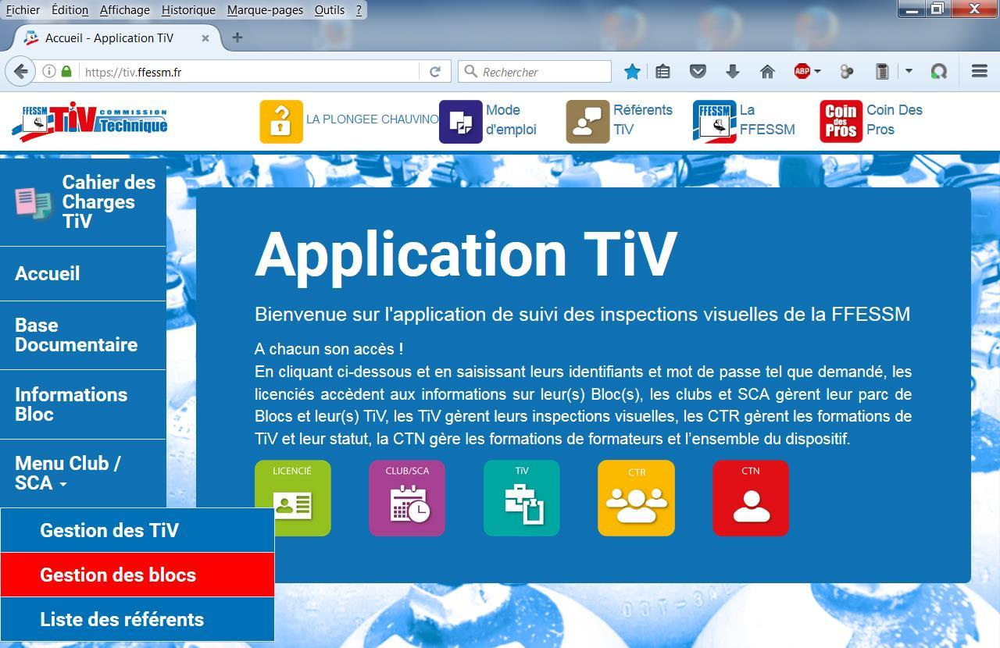 Fichier Édition Affichage Historique Marque-pages Outils ?
Accueil - Application TiV
https://tiv.ffessm.fr
Rechercher
ABP
FFESSM TiV COMMISSION Technique
LA PLONGEE CHAUVINO
Mode d'emploi
Référents TiV
FFESSM
La FFESSM
Coin des Pros
Coin Des Pros
Cahier des
Charges
TiV
Accueil
Base
Documentaire
Informations
Bloc
Menu Club /
SCA
Gestion des TiV
Gestion des blocs
Liste des référents
Application TiV
Bienvenue sur l'application de suivi des inspections visuelles de la FFESSM
A chacun son accès !
En cliquant ci-dessous et en saisissant leurs identifiants et mot de passe tel que demandé, les
licenciés accèdent aux informations sur leur(s) Bloc(s), les clubs et SCA gèrent leur parc de
Blocs et leur(s) TiV, les TiV gèrent leurs inspections visuelles, les CTR gèrent les formations de
TiV et leur statut, la CTN gère les formations de formateurs et l’ensemble du dispositif.
LICENCIÉ
CLUB/SCA
TiV
CTR
CTN